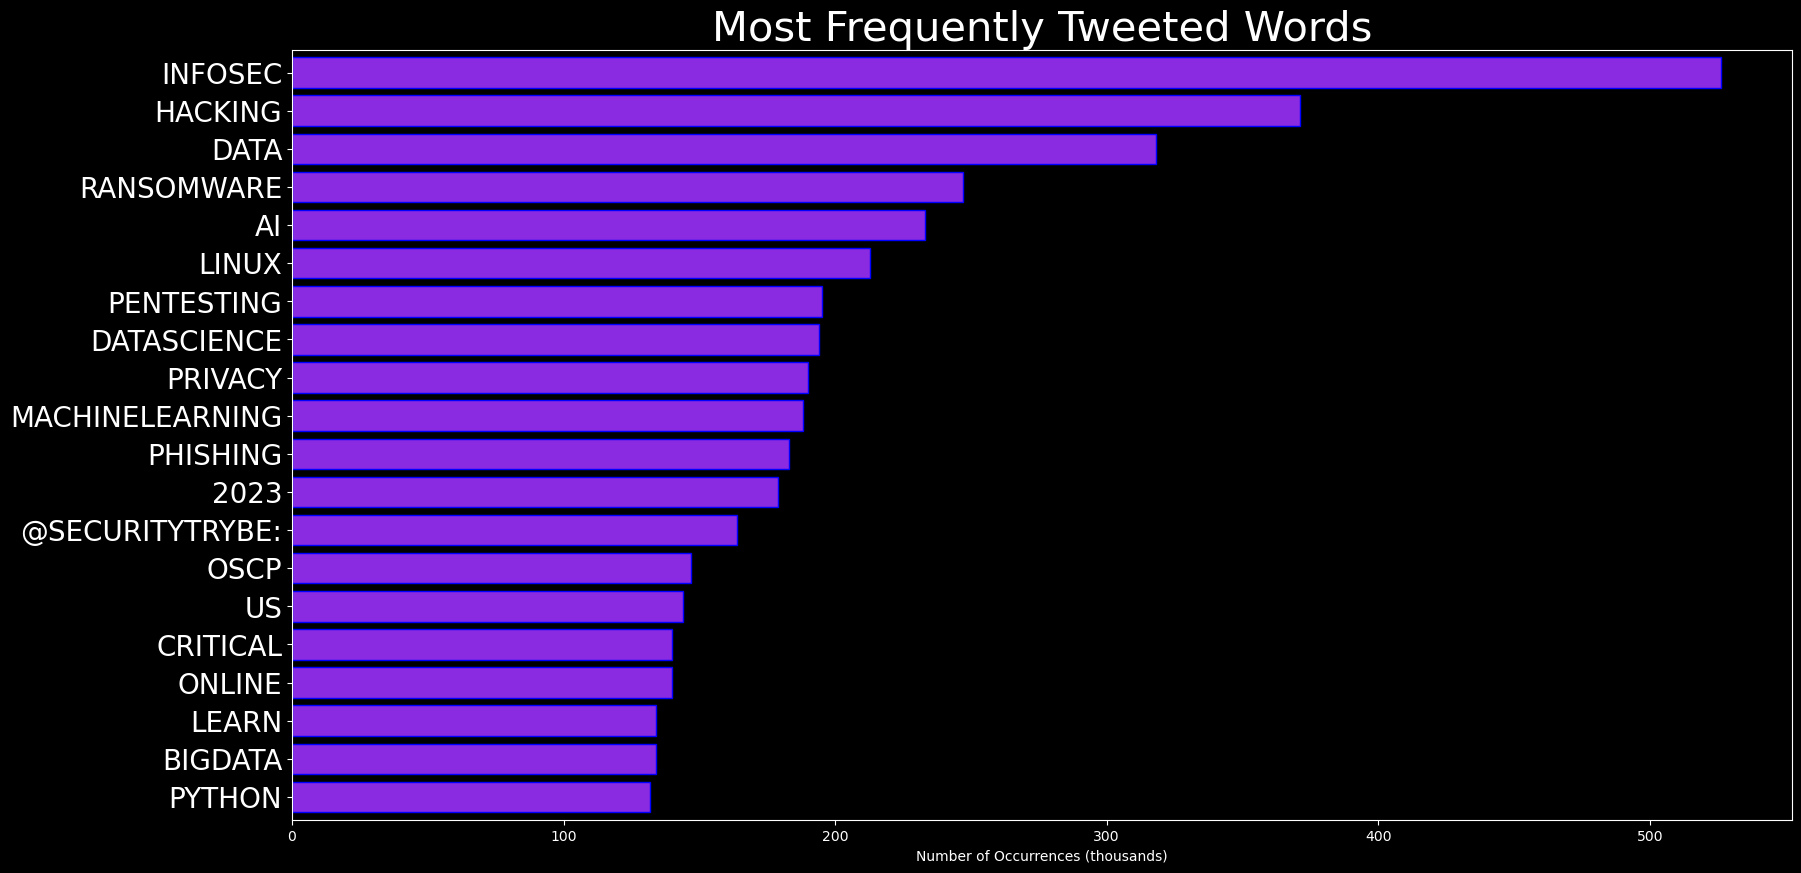 Most Frequently Tweeted Words
INFOSEC
HACKING
DATA
RANSOMWARE
AI
LINUX
PENTESTING
DATASCIENCE
PRIVACY
MACHINELEARNING
PHISHING
2023
@SECURITYTRYBE:
OSCP
US
CRITICAL
ONLINE
LEARN
BIGDATA
PYTHON
0 100 200 300 400 500
Number of Occurrences (thousands)